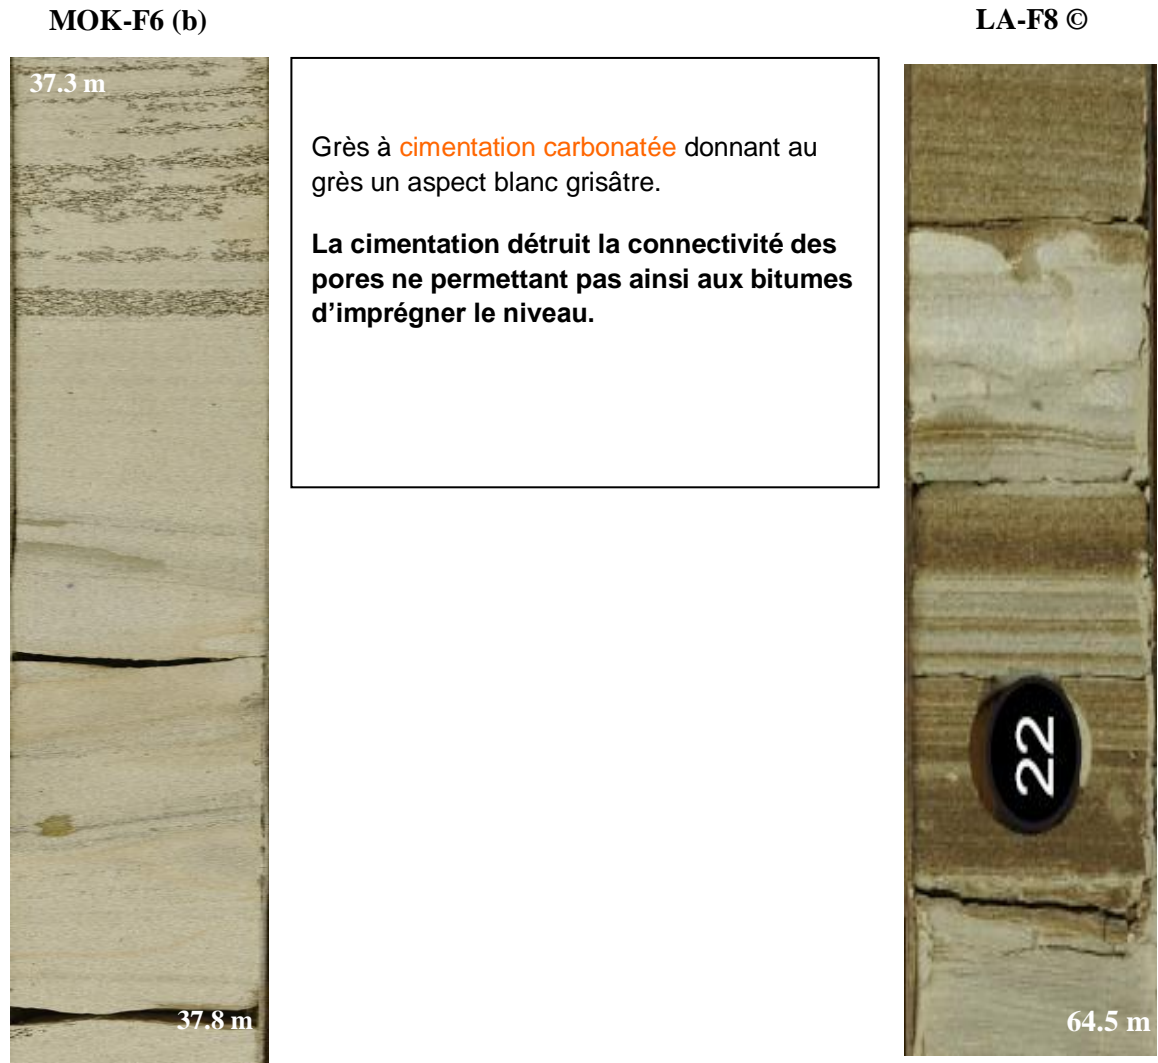 MOK-F6 (b)
LA-F8 ©
37.3 m
Grès à cimentation carbonatée donnant au
grès un aspect blanc grisâtre.
La cimentation détruit la connectivité des
pores ne permettant pas ainsi aux bitumes
d’imprégner le niveau.
22
37.8 m
64.5 m